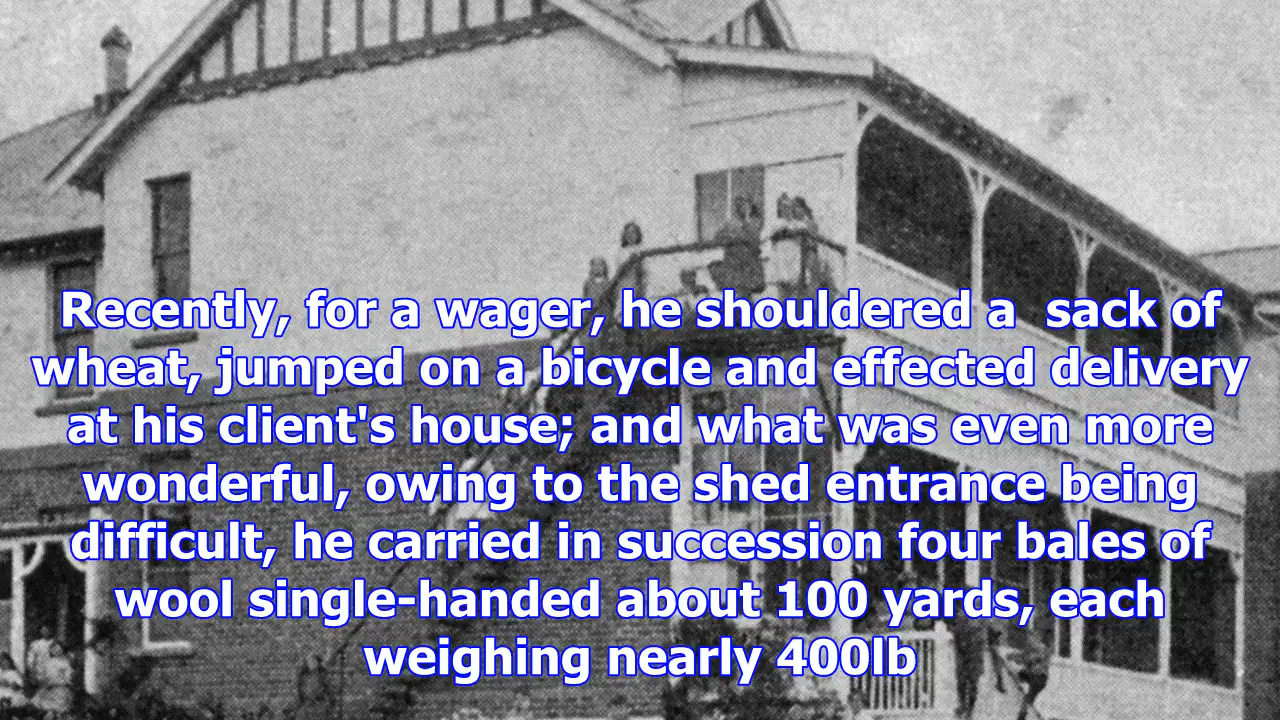 Recently, for a wager, he shouldered a  sack of
wheat, jumped on a bicycle and effected delivery
at his client's house; and what was even more
wonderful, owing to the shed entrance being
difficult, he carried in succession four bales of
wool single-handed about 100 yards, each
weighing nearly 400lb